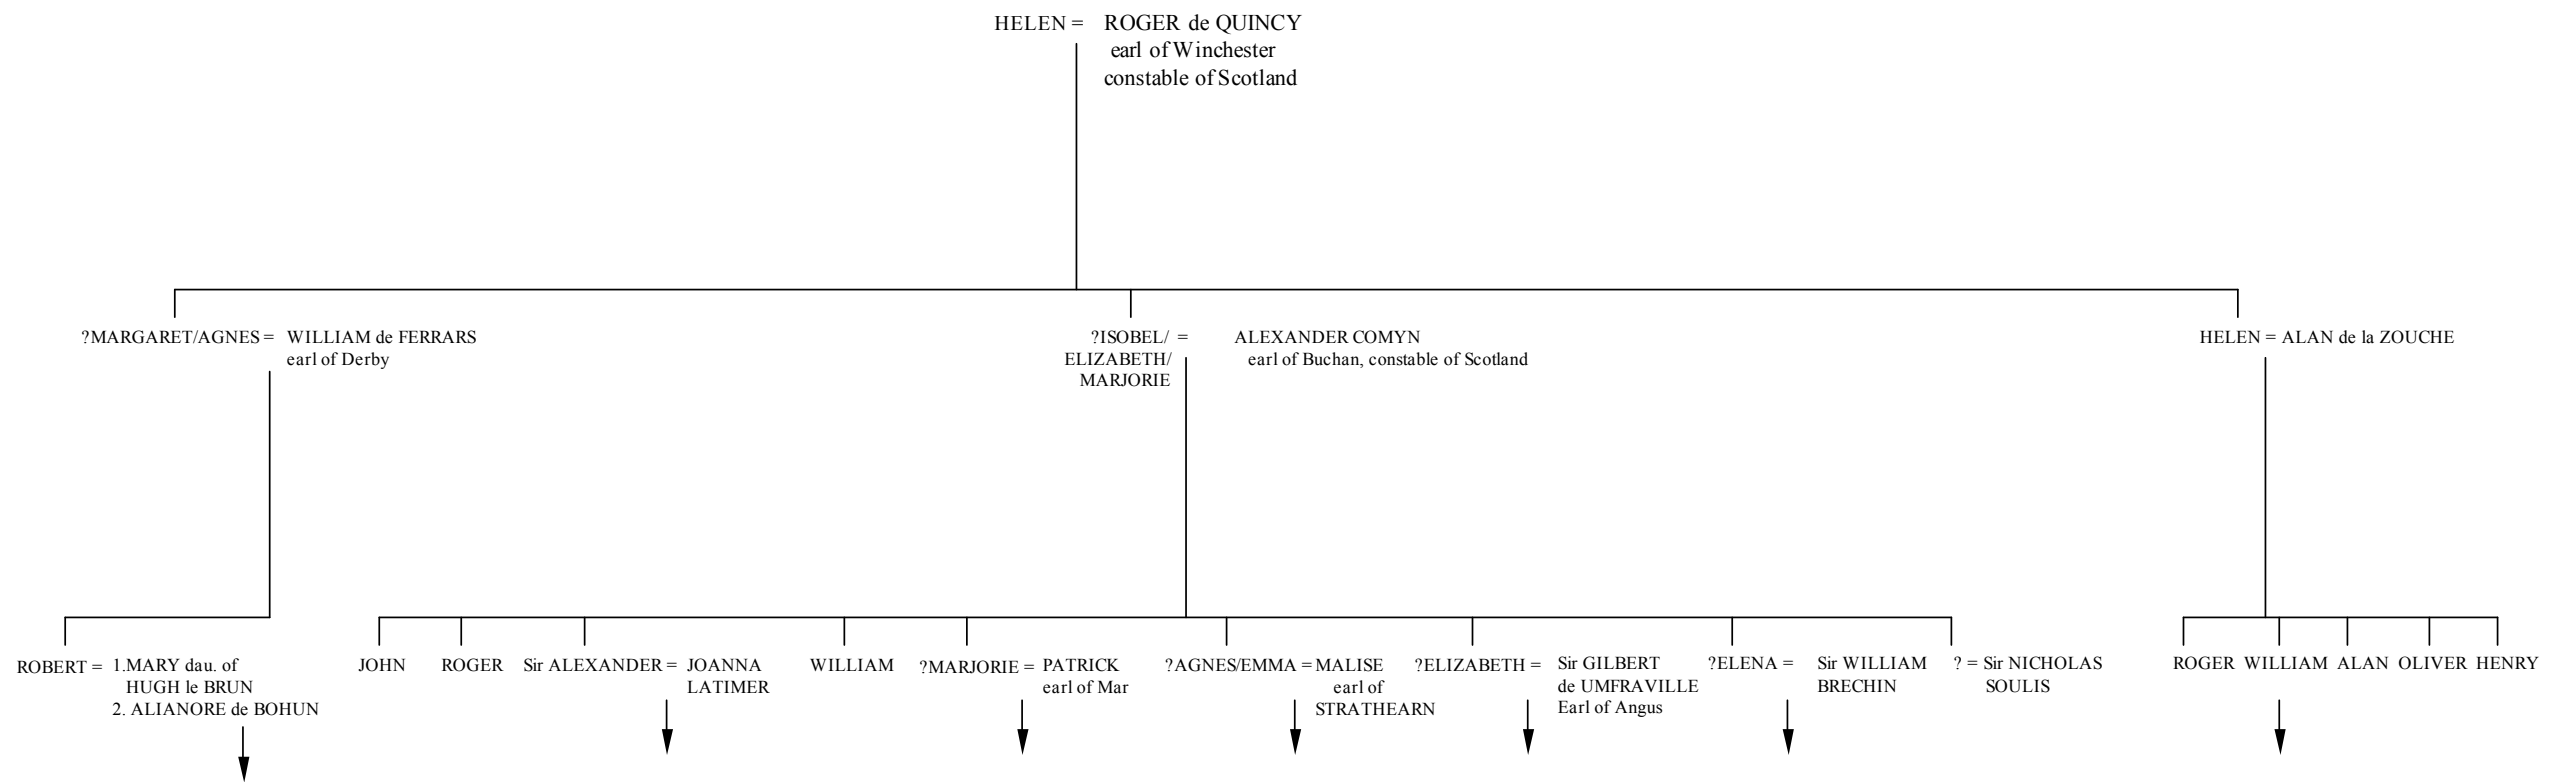 HELEN = ROGER de QUINCY
earl of Winchester
constable of Scotland
?MARGARET/AGNES = WILLIAM de FERRARS
earl of Derby
?ISOBEL/ = ALEXANDER COMYN
ELIZABETH/ earl of Buchan, constable of Scotland
MARJORIE
HELEN = ALAN de la ZOUCHE
ROBERT = 1.MARY dau. of
HUGH le BRUN
2. ALIANORE de BOHUN
JOHN
ROGER
Sir ALEXANDER = JOANNA
LATIMER
WILLIAM
?MARJORIE = PATRICK
earl of Mar
?AGNES/EMMA = MALISE
earl of
STRATHEARN
?ELIZABETH = Sir GILBERT
de UMFRAVILLE
Earl of Angus
?ELENA = Sir WILLIAM
BRECHIN
? = Sir NICHOLAS
SOULIS
ROGER WILLIAM ALAN OLIVER HENRY